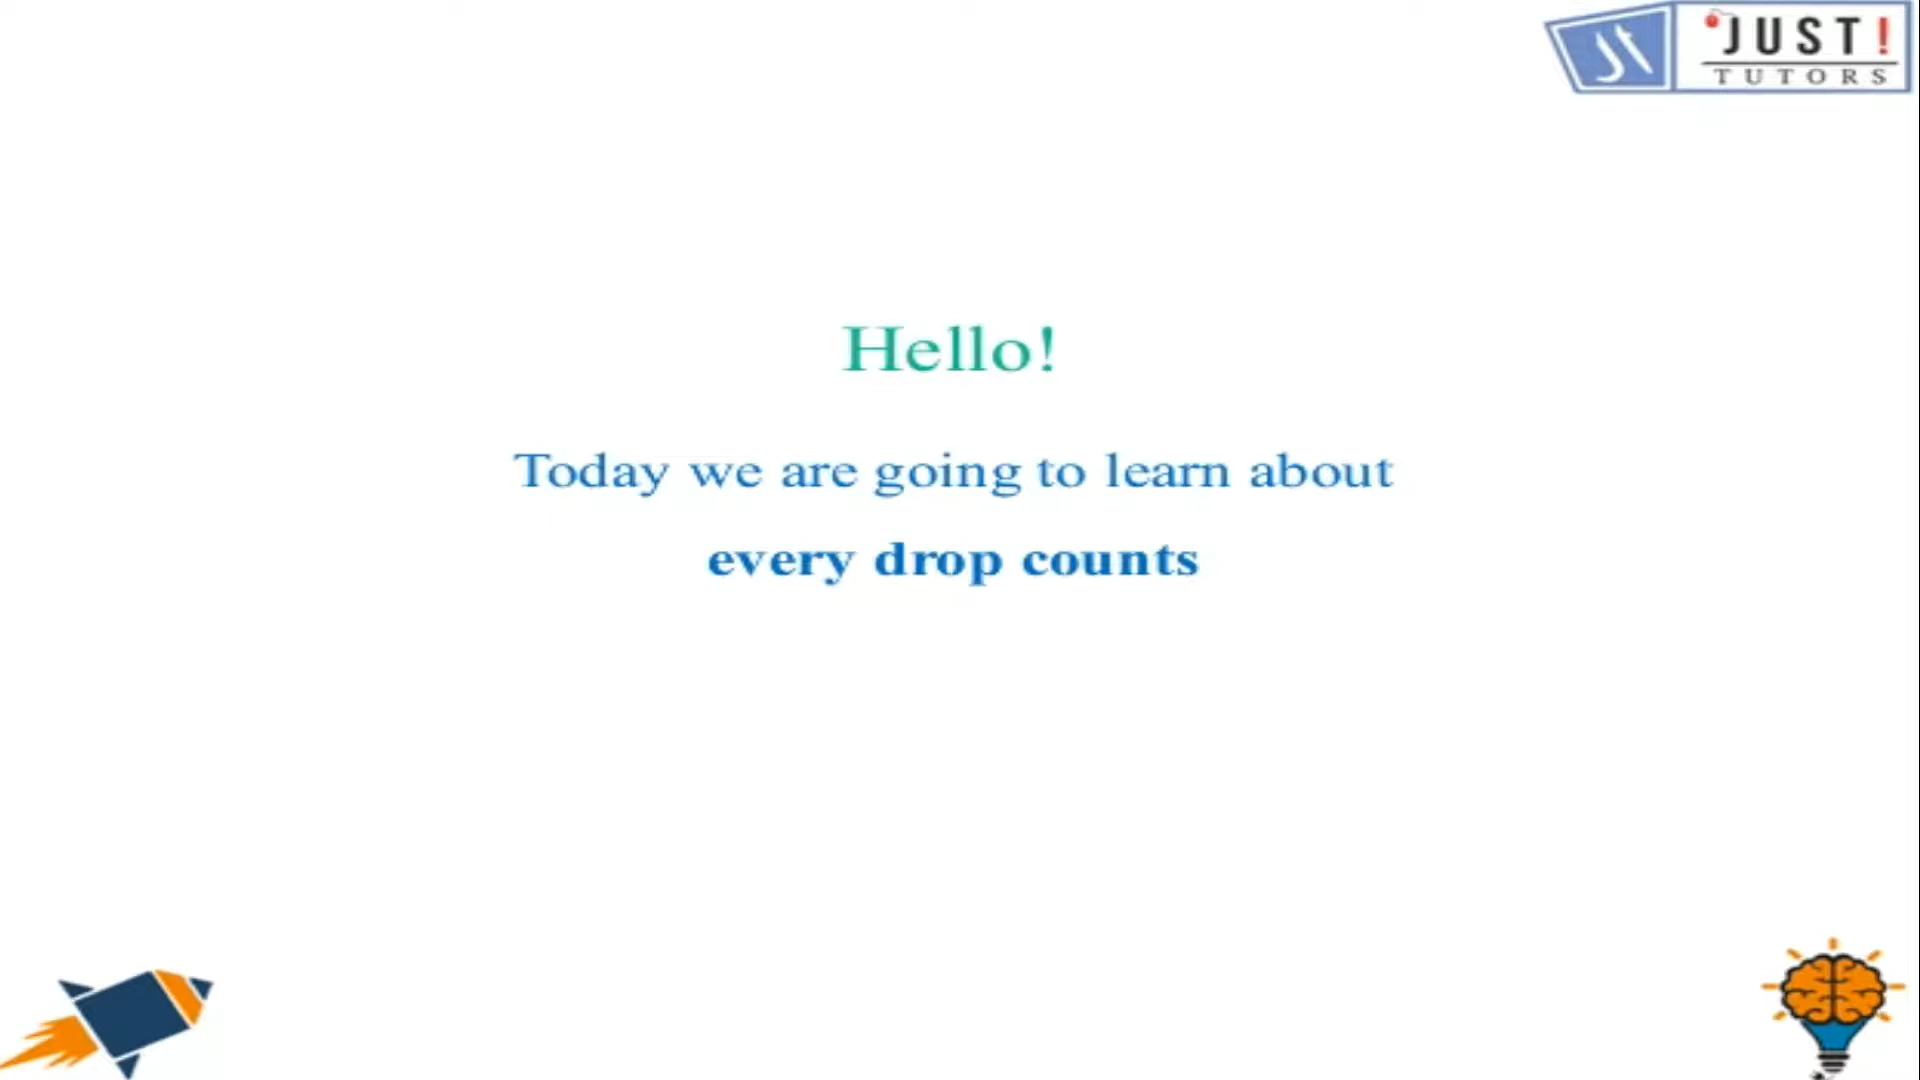 JUST!
TUTORS
Hello!
Today we are going to learn about
every drop counts